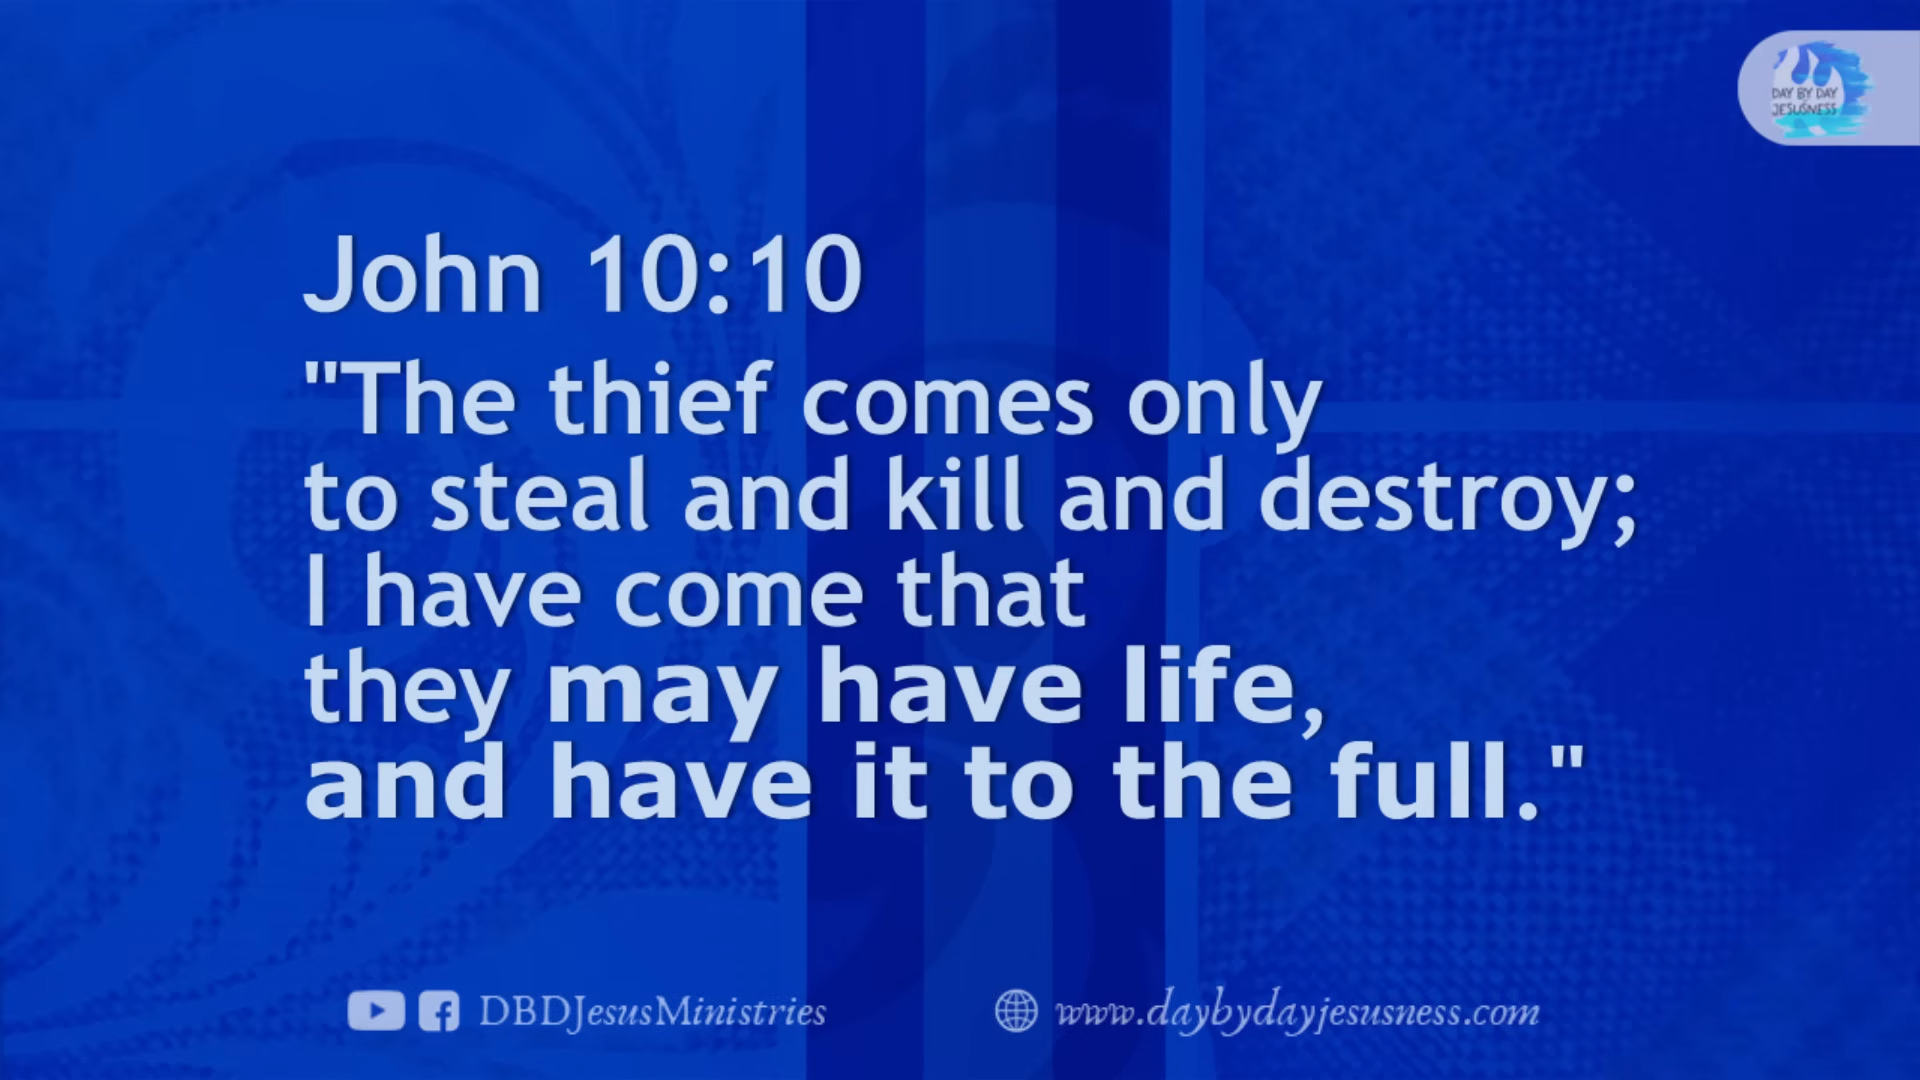 DAY BY DAY
JESUSNESS
John 10:10
"The thief comes only
to steal and kill and destroy;
I have come that
they may have life,
and have it to the full."
DBDJesusMinistries
www.daybydayjesusness.com